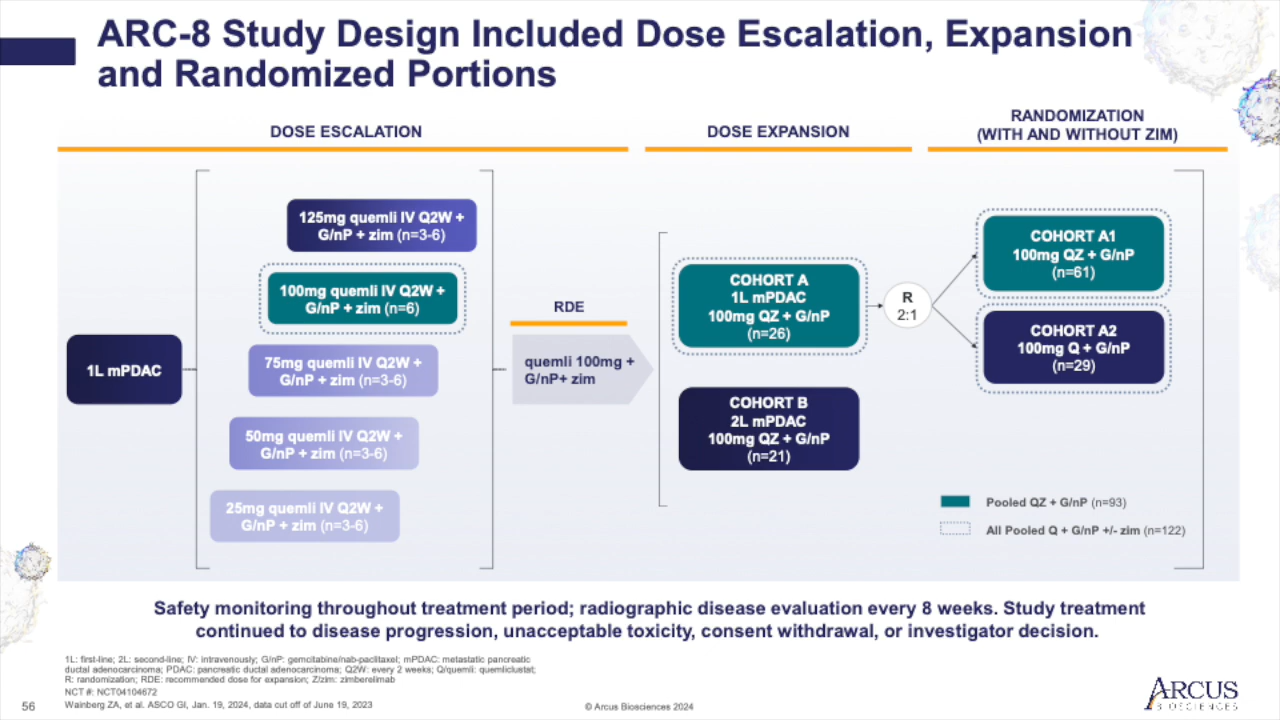 ARC-8 Study Design Included Dose Escalation, Expansion
and Randomized Portions
DOSE ESCALATION
DOSE EXPANSION
RANDOMIZATION
(WITH AND WITHOUT ZIM)
125mg quemli IV Q2W +
G/nP + zim (n=3-6)
100mg quemli IV Q2W +
G/nP + zim (n=6)
75mg quemli IV Q2W +
G/nP + zim (n=3-6)
50mg quemli IV Q2W +
G/nP + zim (n=3-6)
25mg quemli IV Q2W +
G/nP + zim (n=3-6)
1L mPDAC
RDE
quemli 100mg +
G/nP+ zim
COHORT A
1L mPDAC
100mg QZ + G/nP
(n=26)
COHORT B
2L mPDAC
100mg QZ + G/nP
(n=21)
R
2:1
COHORT A1
100mg QZ + G/nP
(n=61)
COHORT A2
100mg Q + G/nP
(n=29)
Pooled QZ + G/nP (n=93)
All Pooled Q + G/nP +/- zim (n=122)
Safety monitoring throughout treatment period; radiographic disease evaluation every 8 weeks. Study treatment
continued to disease progression, unacceptable toxicity, consent withdrawal, or investigator decision.
1L: first-line; 2L: second-line; IV: intravenously; G/nP: gemcitabine/nab-paclitaxel; mPDAC: metastatic pancreatic
ductal adenocarcinoma; PDAC: pancreatic ductal adenocarcinoma; Q2W: every 2 weeks; Q/quemli: quemliclustat;
R: randomization; RDE: recommended dose for expansion; Z/zim: zimberelimab
NCT #: NCT04104672
Wainberg ZA, et al. ASCO GI, Jan. 19, 2024, data cut off of June 19, 2023
56
© Arcus Biosciences 2024
ARCUS
BIOSCIENCES